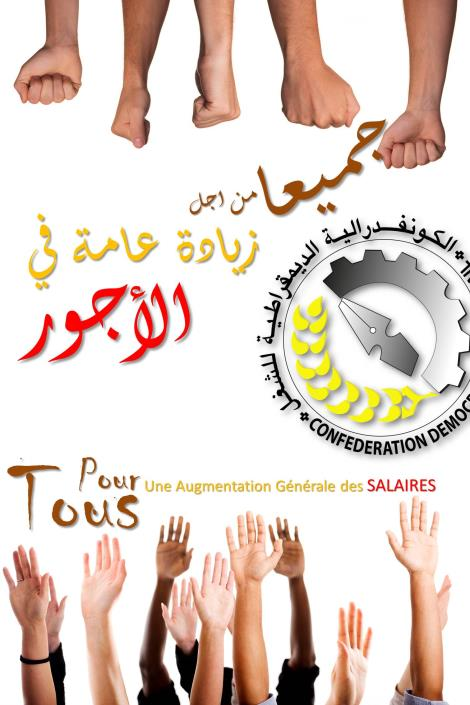 جميعا من اجل
زيادة عامة في
الأجور
الكونفدرالية الديمقراطية للشغل
CONFEDERATION DEMOC
Pour
Tous Une Augmentation Générale des SALAIRES